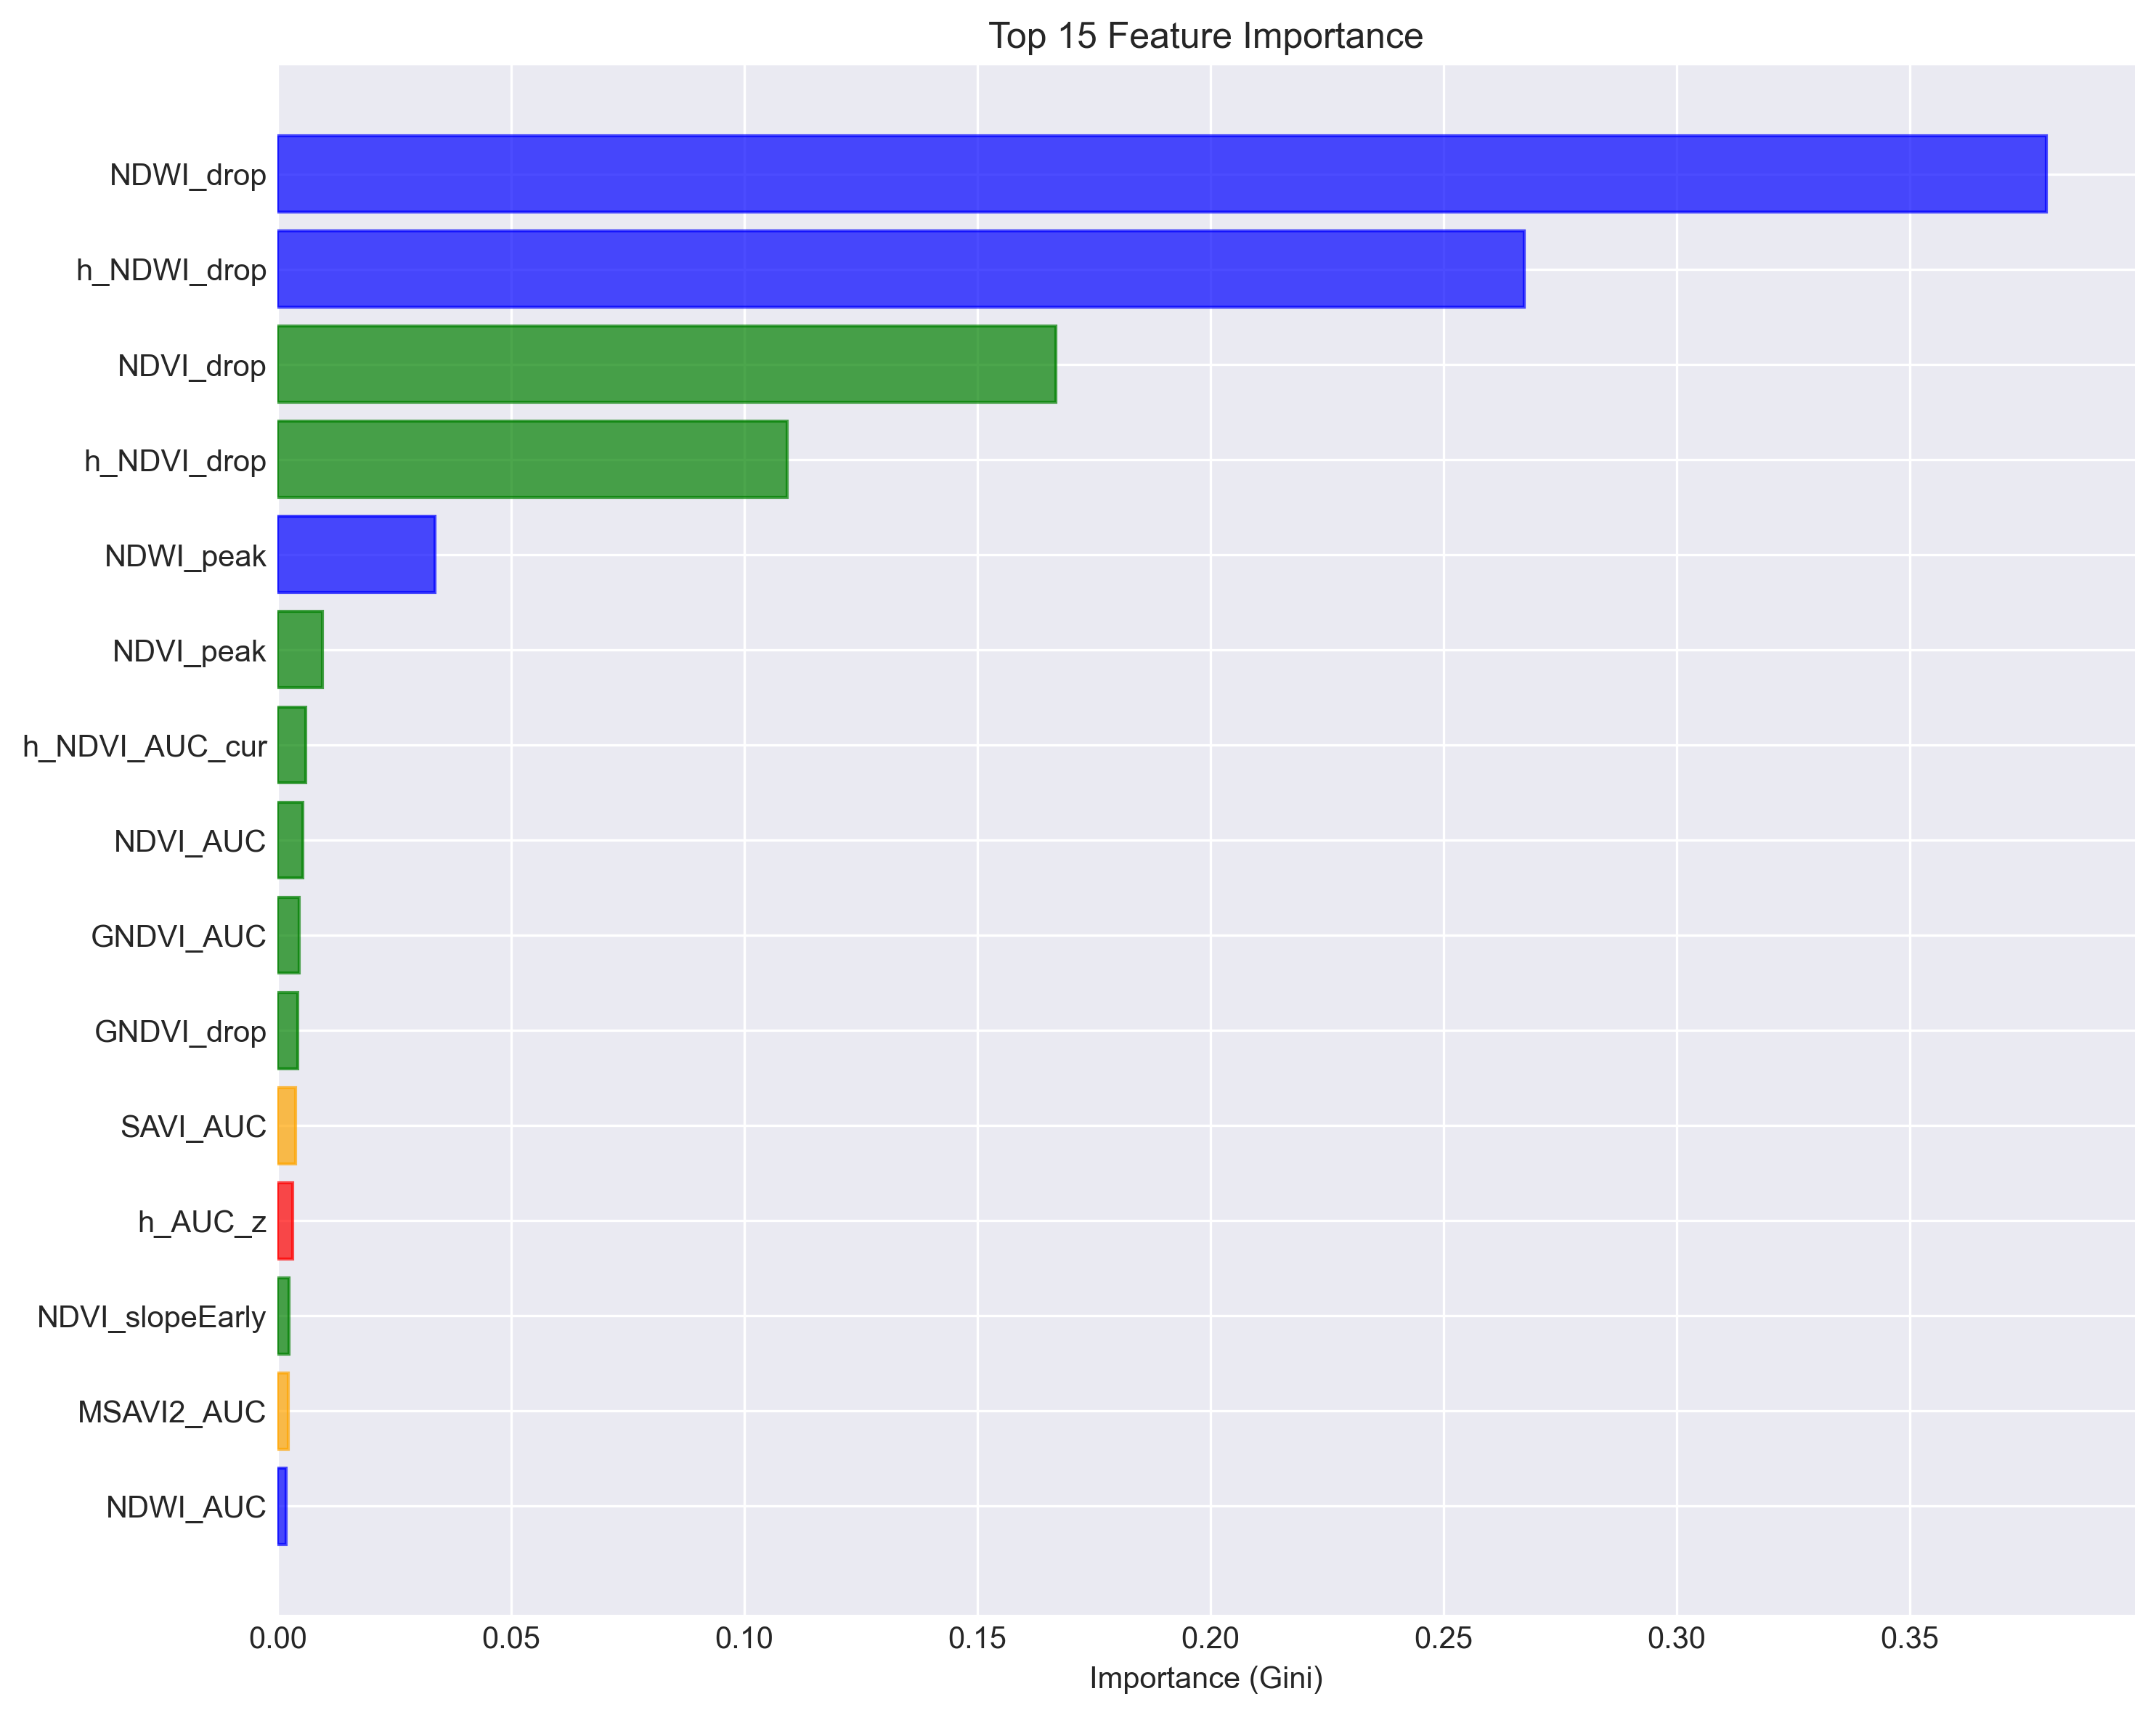 Top 15 Feature Importance
NDWI_drop
h_NDWI_drop
NDVI_drop
h_NDVI_drop
NDWI_peak
NDVI_peak
h_NDVI_AUC_cur
NDVI_AUC
GNDVI_AUC
GNDVI_drop
SAVI_AUC
h_AUC_z
NDVI_slopeEarly
MSAVI2_AUC
NDWI_AUC
0.00 0.05 0.10 0.15 0.20 0.25 0.30 0.35
Importance (Gini)